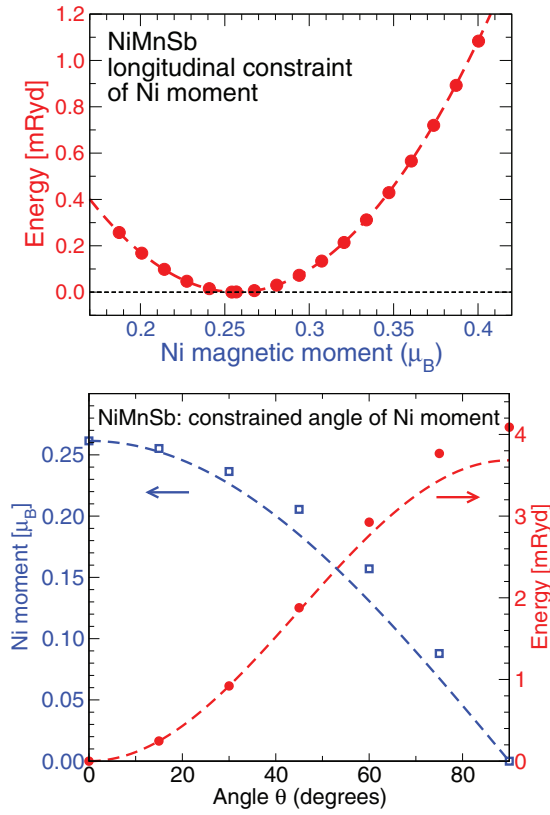 NiMnSb
longitudinal constraint
of Ni moment
Energy [mRyd]
1.2
1.0
0.8
0.6
0.4
0.2
0.0
0.2 0.25 0.3 0.35 0.4
Ni magnetic moment (μB)
NiMnSb: constrained angle of Ni moment
Ni moment [μB]
0.25
0.20
0.15
0.10
0.05
0.00
4
3
2
1
0
Energy [mRyd]
0 20 40 60 80
Angle θ (degrees)